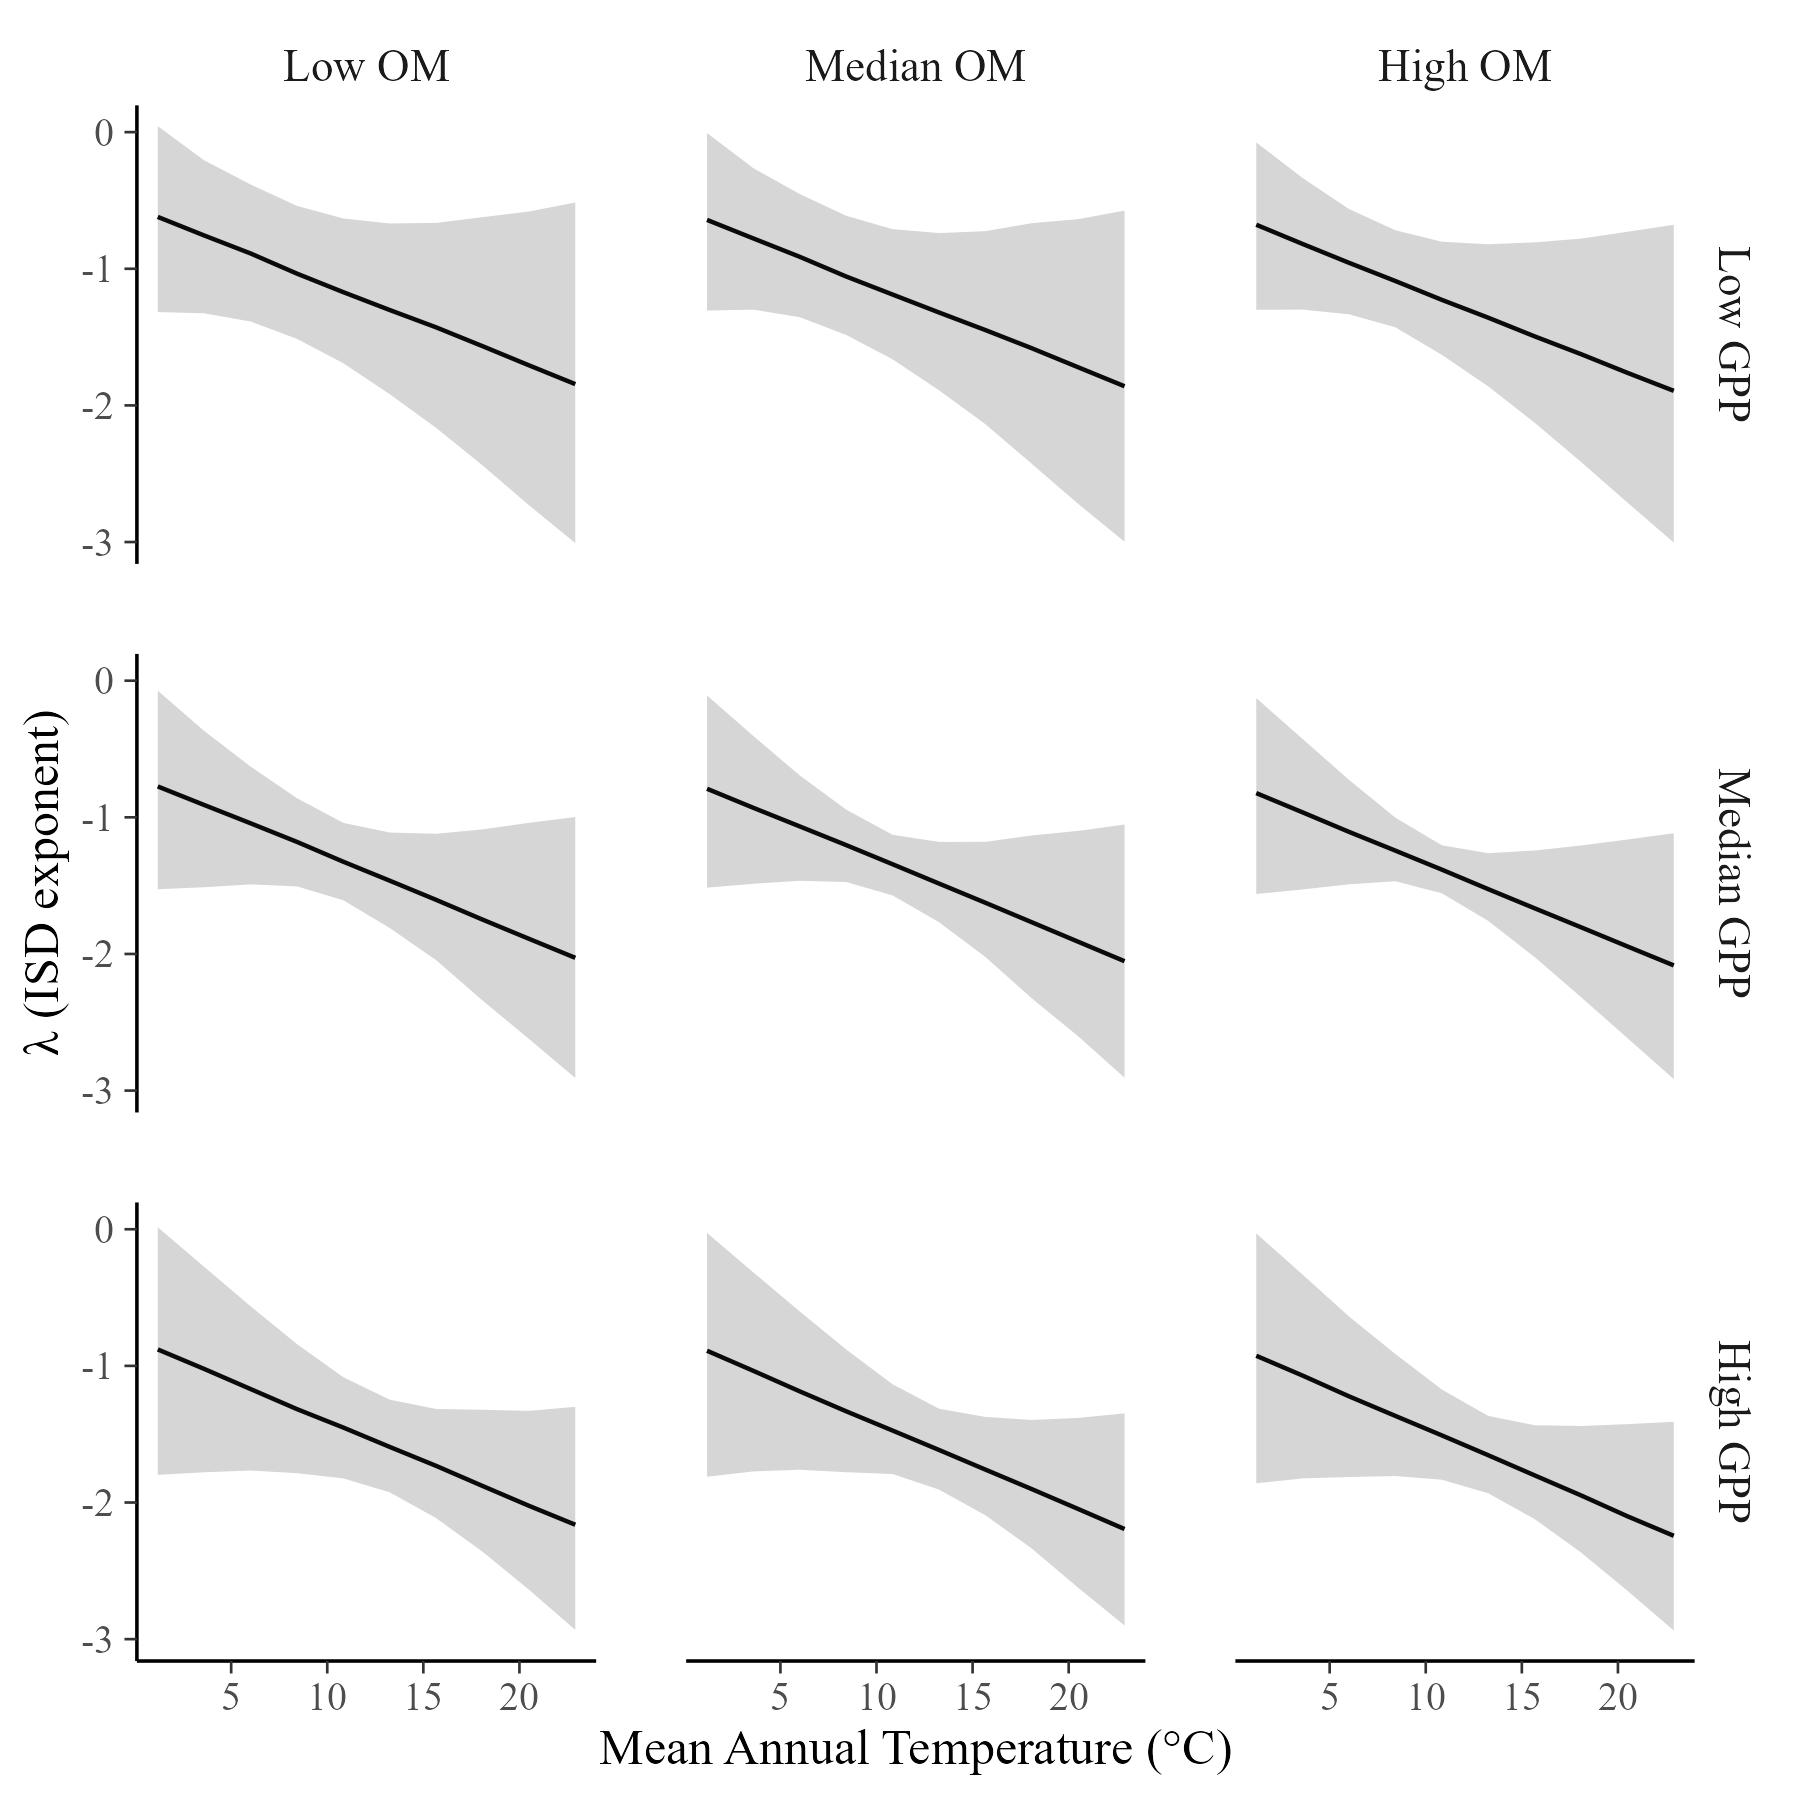 Low OM Median OM High OM
0
-1
-2
-3
Low GPP
λ (ISD exponent)
0
-1
-2
-3
Median GPP
0
-1
-2
-3
High GPP
5 10 15 20 5 10 15 20 5 10 15 20
Mean Annual Temperature (°C)